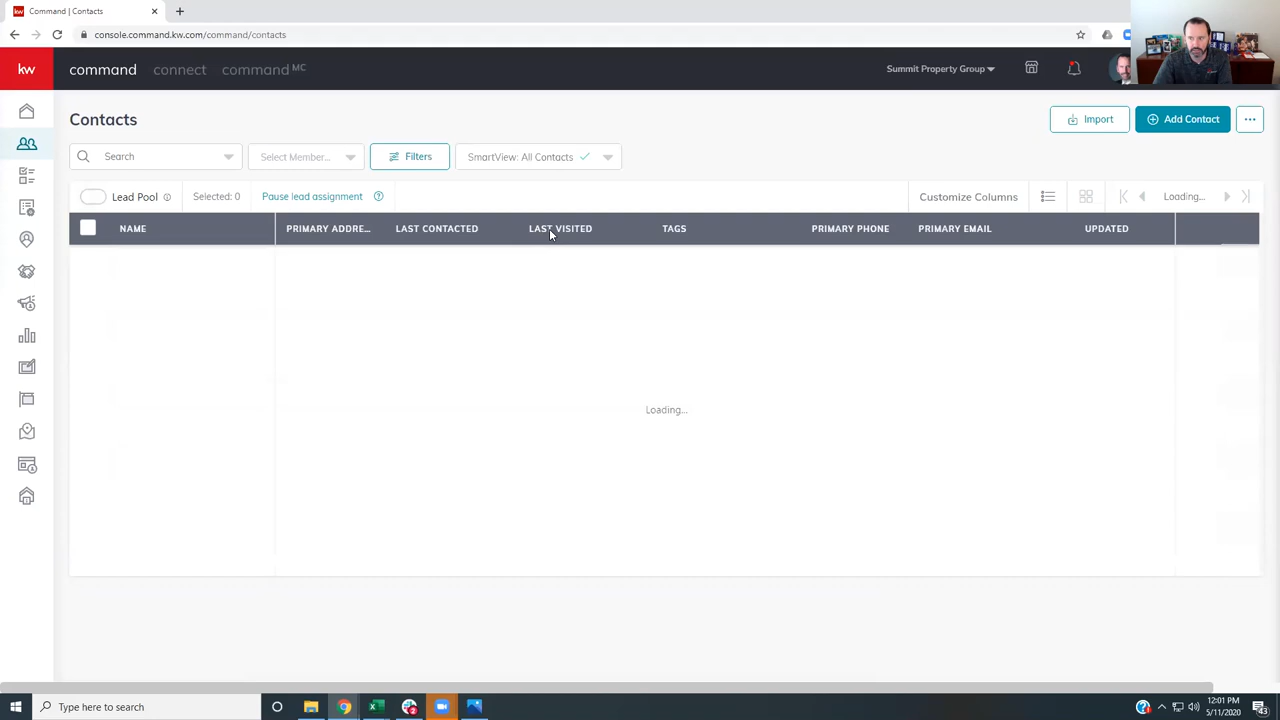 Command | Contacts
console.command.kw.com/command/contacts
kw command connect command MC Summit Property Group
Contacts Import Add Contact
Search Select Member... Filters SmartView: All Contacts
Lead Pool Selected: 0 Pause lead assignment Customize Columns Loading...
NAME PRIMARY ADDRE... LAST CONTACTED LAST VISITED TAGS PRIMARY PHONE PRIMARY EMAIL UPDATED
Loading...
Type here to search
12:01 PM
5/11/2020
2
43